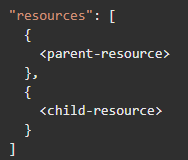 "resources": [
  {
    <parent-resource>
  },
  {
    <child-resource>
  }
]